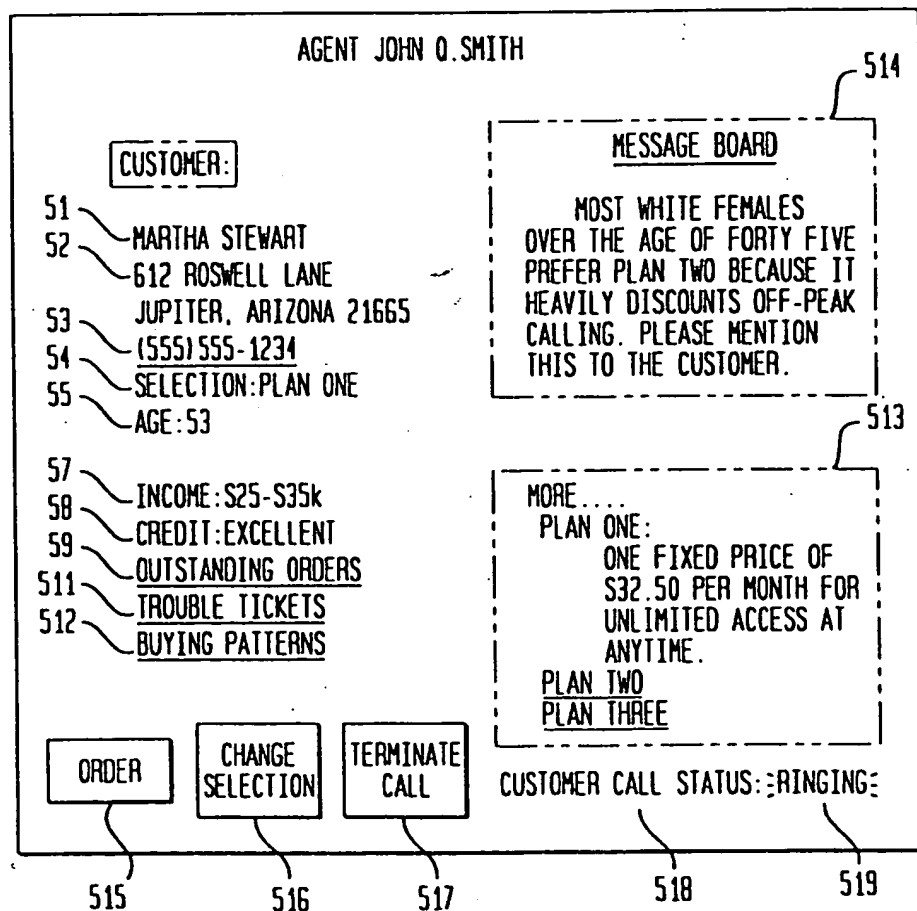 AGENT JOHN Q.SMITH
514
CUSTOMER:
MESSAGE BOARD
MOST WHITE FEMALES
OVER THE AGE OF FORTY FIVE
PREFER PLAN TWO BECAUSE IT
HEAVILY DISCOUNTS OFF-PEAK
CALLING. PLEASE MENTION
THIS TO THE CUSTOMER.
51
MARTHA STEWART
52
612 ROSWELL LANE
JUPITER, ARIZONA 21665
53
(555)555-1234
54
SELECTION:PLAN ONE
55
AGE:53
513
57
INCOME:$25-$35k
58
CREDIT:EXCELLENT
59
OUTSTANDING ORDERS
511
TROUBLE TICKETS
512
BUYING PATTERNS
MORE....
PLAN ONE:
ONE FIXED PRICE OF
$32.50 PER MONTH FOR
UNLIMITED ACCESS AT
ANYTIME.
PLAN TWO
PLAN THREE
ORDER
CHANGE
SELECTION
TERMINATE
CALL
CUSTOMER CALL STATUS: RINGING
515
516
517
518
519